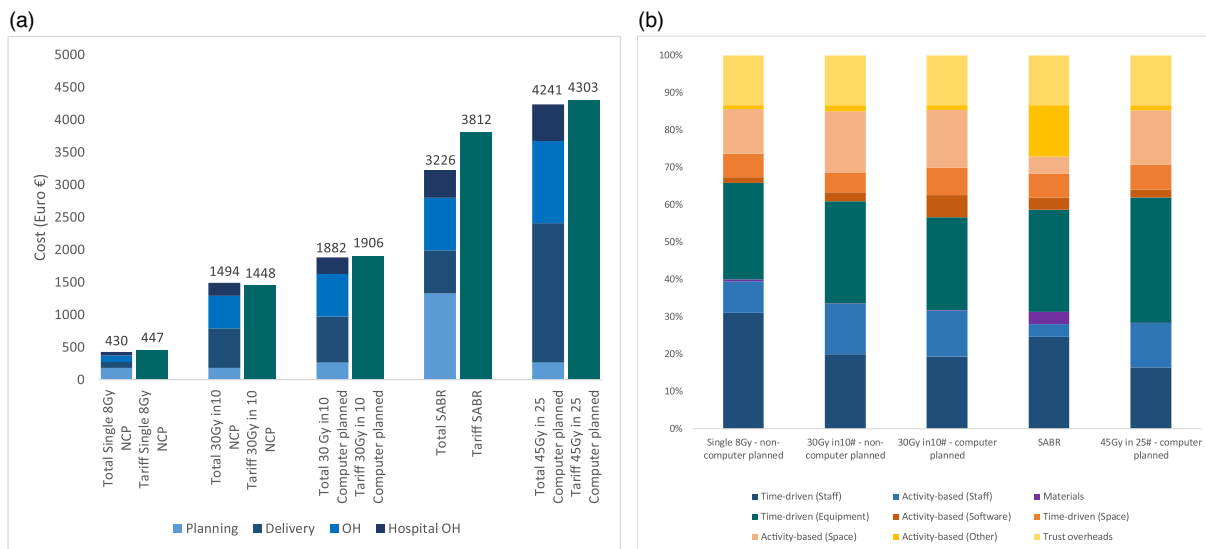 (a)
5000
4500
4000
3500
3000
2500
2000
1500
1000
500
0
Cost (Euro €)
430
447
1494
1448
1882
1906
3226
3812
4241
4303
Total Single 8Gy
NCP
Tariff Single 8Gy
NCP
Total 30Gy in10
NCP
Tariff 30Gy in 10
NCP
Total 30 Gy in10
Computer planned
Tariff 30Gy in 10
Computer planned
Total SABR
Tariff SABR
Total 45Gy in 25
Computer planned
Tariff 45Gy in 25
Computer planned
Planning
Delivery
OH
Hospital OH
(b)
100%
90%
80%
70%
60%
50%
40%
30%
20%
10%
0%
Single 8Gy - non-
computer planned
30Gy in10# - non-
computer planned
30Gy in10# - computer
planned
SABR
45Gy in 25# - computer
planned
Time-driven (Staff)
Activity-based (Staff)
Materials
Time-driven (Equipment)
Activity-based (Software)
Time-driven (Space)
Activity-based (Space)
Activity-based (Other)
Trust overheads